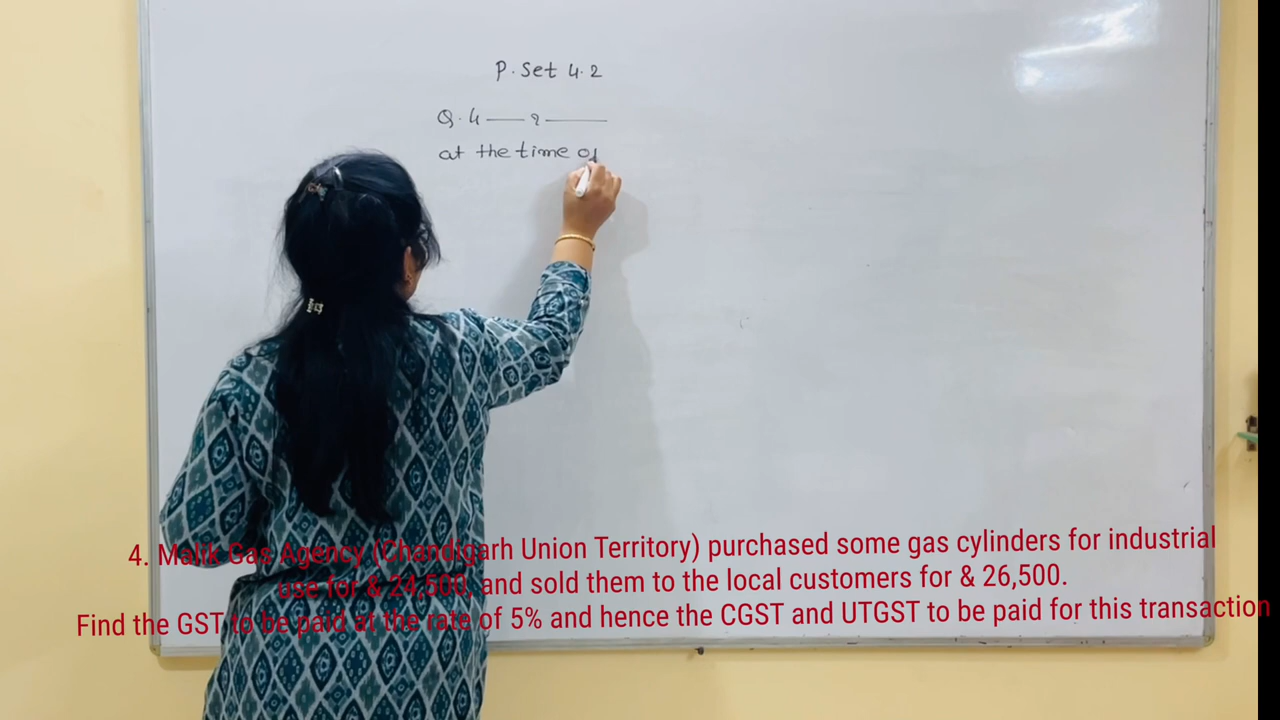 P. Set 4.2
Q. 4 — ? —
at the time of
4. Malik Gas Agency (Chandigarh Union Territory) purchased some gas cylinders for industrial
use for & 24,500, and sold them to the local customers for & 26,500.
Find the GST to be paid at the rate of 5% and hence the CGST and UTGST to be paid for this transaction